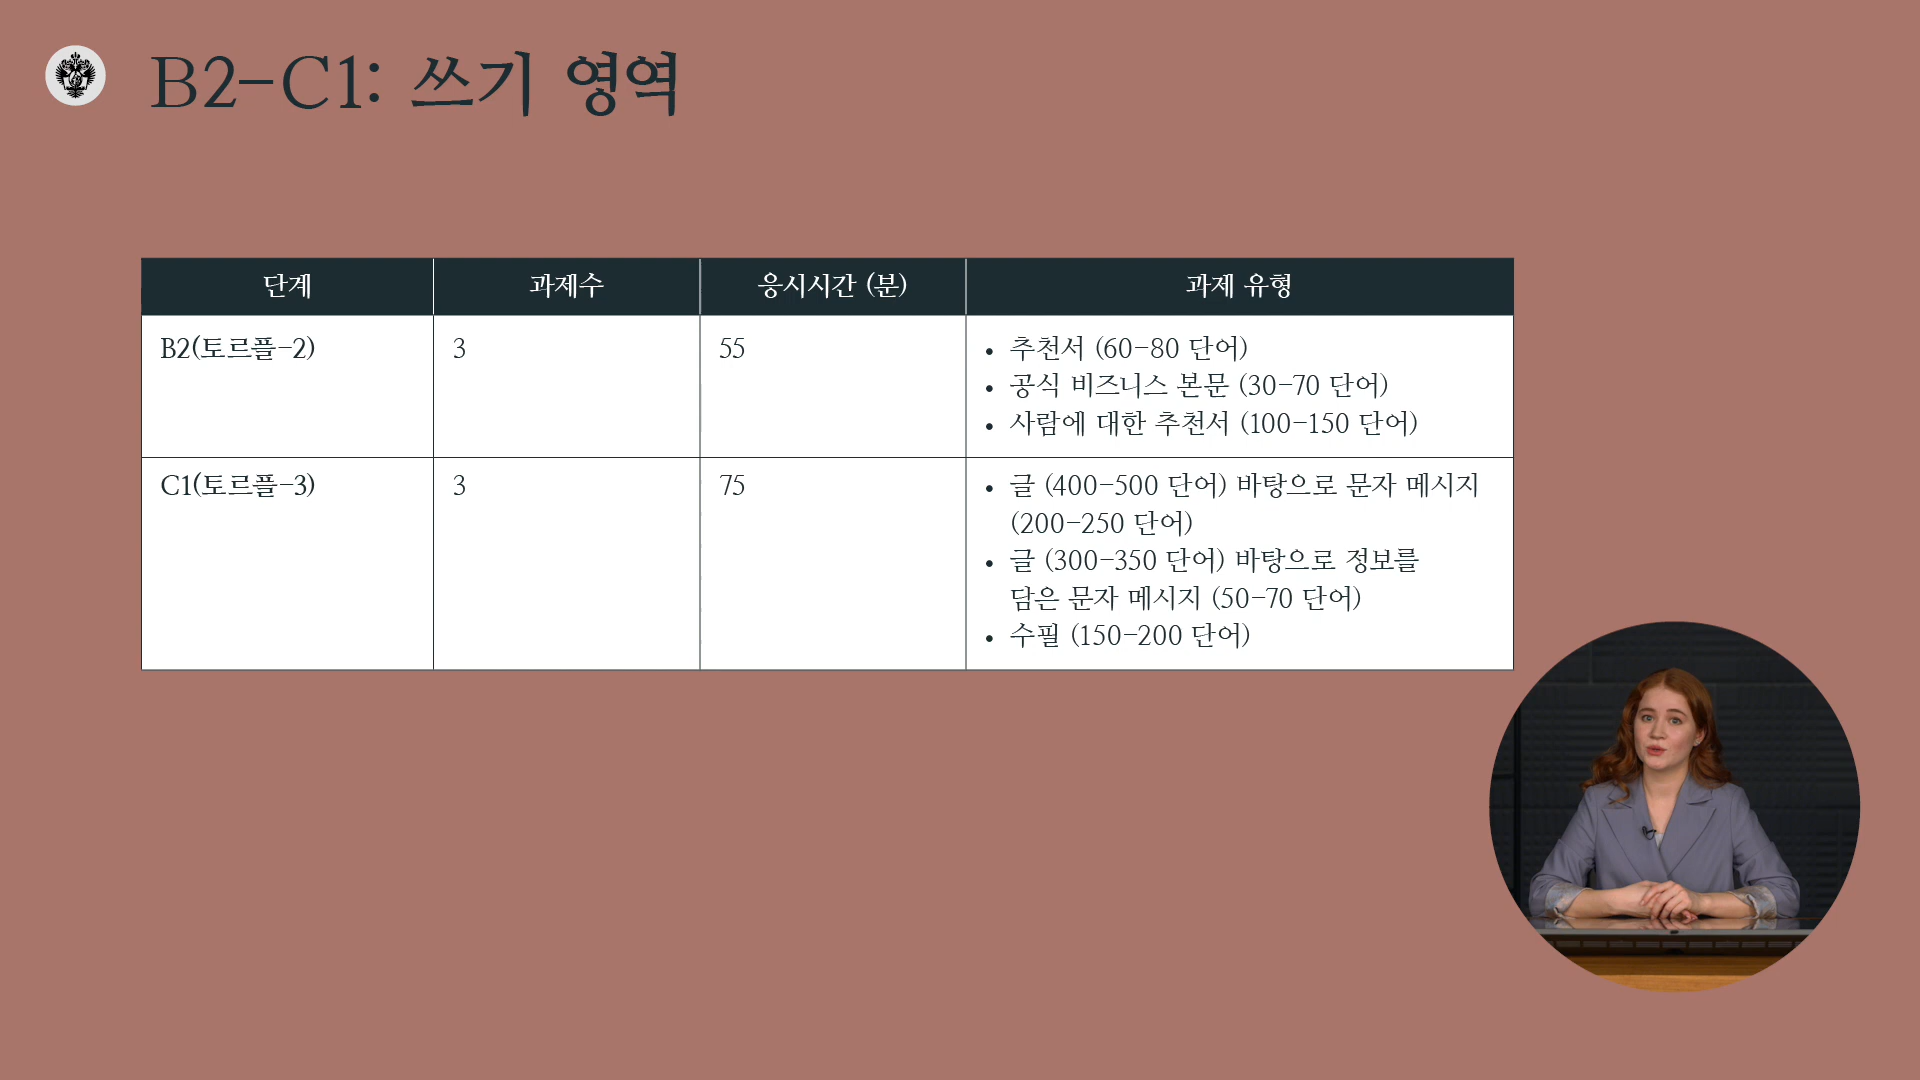 B2-C1: 쓰기 영역
단계 과제수 응시시간 (분) 과제 유형
B2(토르플-2) 3 55
• 추천서 (60-80 단어)
• 공식 비즈니스 본문 (30-70 단어)
• 사람에 대한 추천서 (100-150 단어)
C1(토르플-3) 3 75
• 글 (400-500 단어) 바탕으로 문자 메시지
(200-250 단어)
• 글 (300-350 단어) 바탕으로 정보를
담은 문자 메시지 (50-70 단어)
• 수필 (150-200 단어)